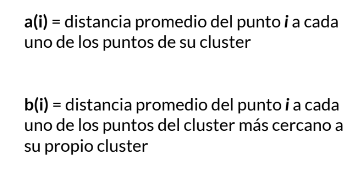 a(i) = distancia promedio del punto i a cada
uno de los puntos de su cluster
b(i) = distancia promedio del punto i a cada
uno de los puntos del cluster más cercano a
su propio cluster